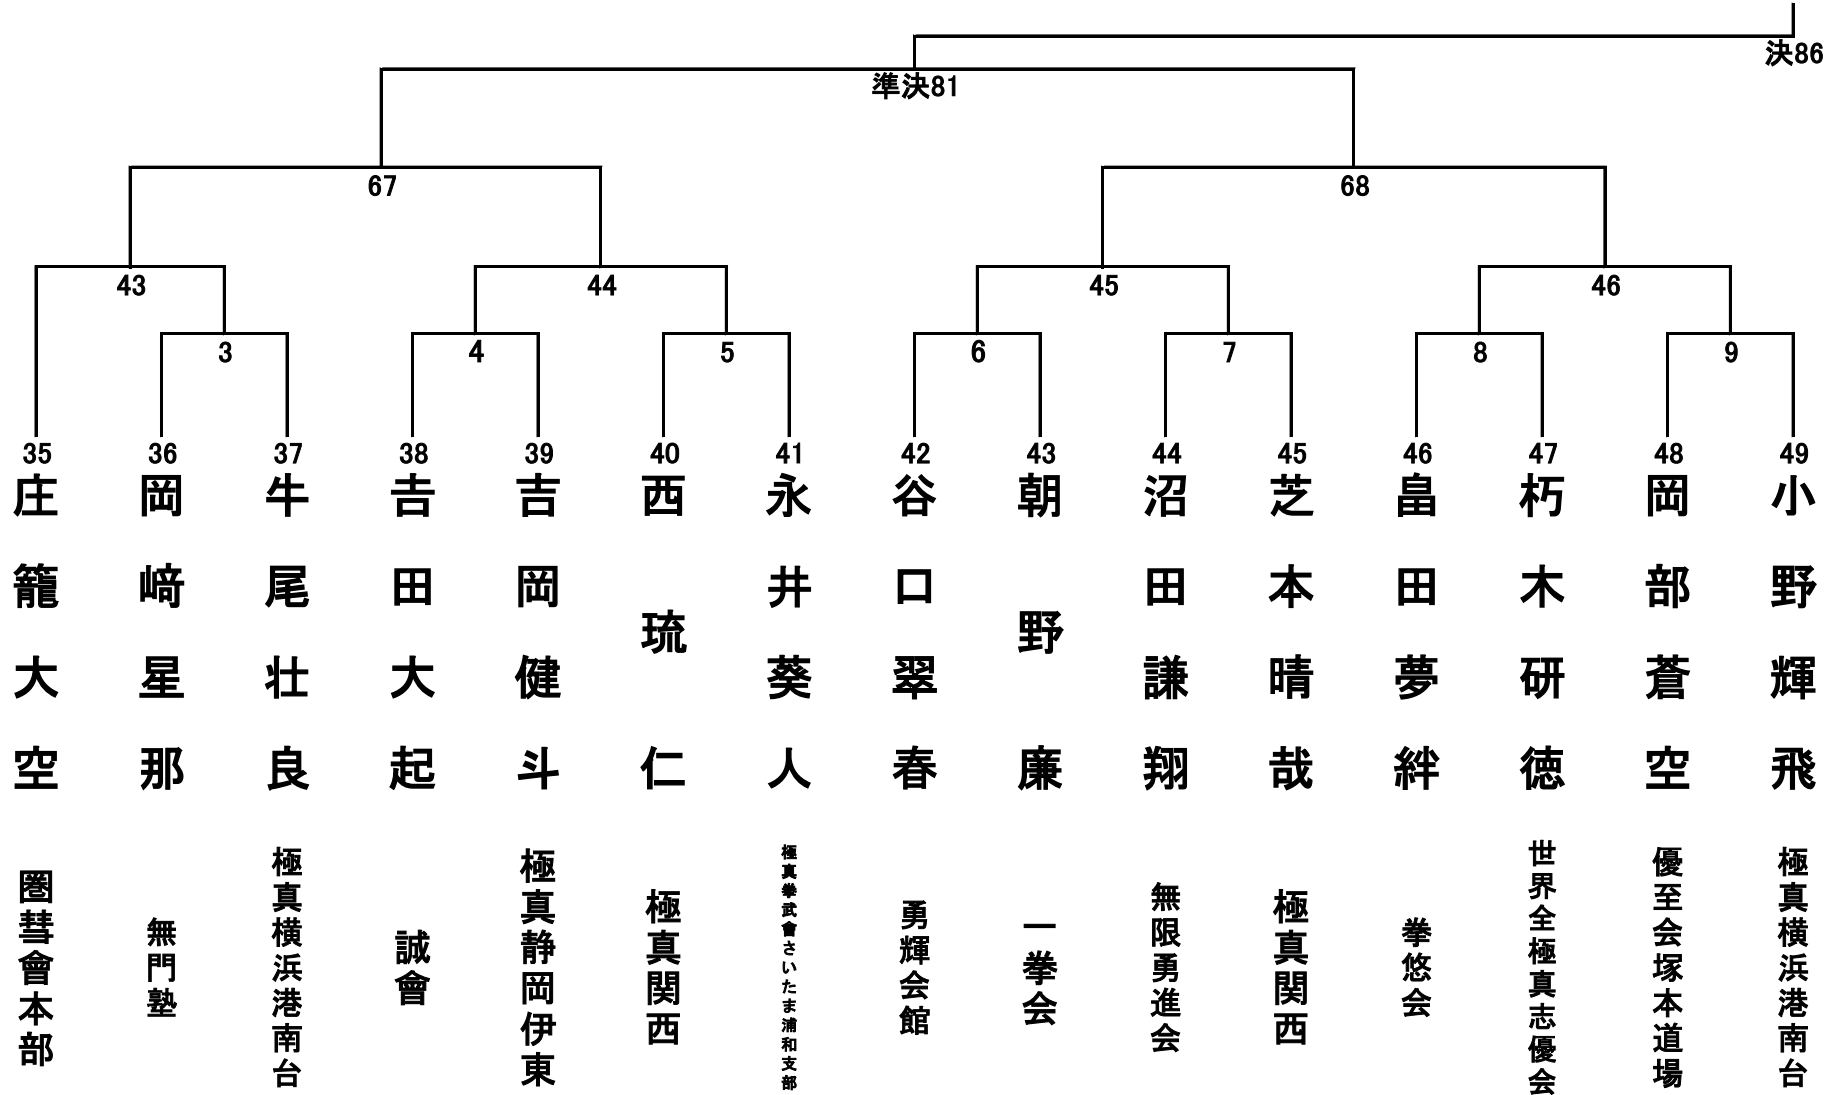 決86
準決81
67
68
43
44
45
46
3
4
5
6
7
8
9
35
36
37
38
39
40
41
42
43
44
45
46
47
48
49
庄籠大空
岡﨑星那
牛尾壮良
𠮷田大起
吉岡健斗
西琉仁
永井葵人
谷口翠春
朝野廉
沼田謙翔
芝本晴哉
畠田夢絆
朽木研徳
岡部蒼空
小野輝飛
圏彗會本部
無門塾
極真横浜港南台
誠會
極真静岡伊東
極真関西
極真拳武會さいたま浦和支部
勇輝会館
一拳会
無限勇進会
極真関西
拳悠会
世界全極真志優会
優至会塚本道場
極真横浜港南台